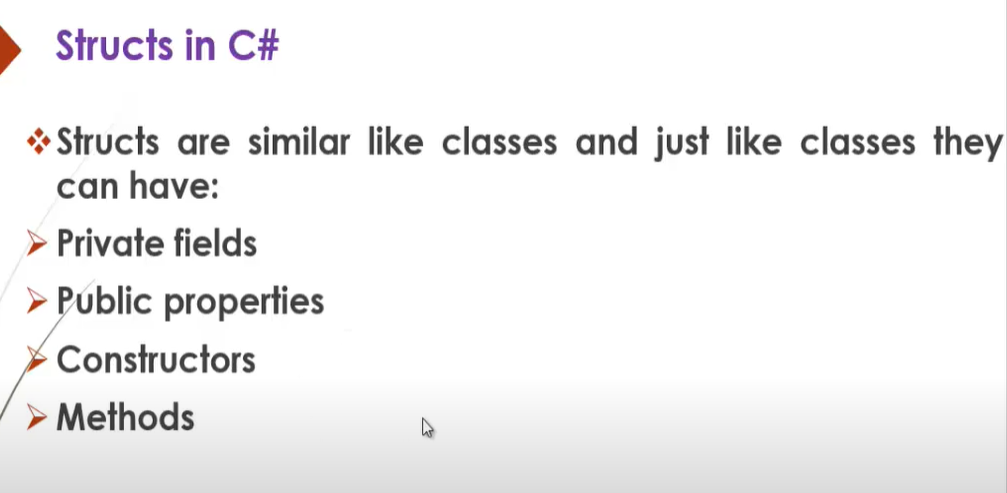 Structs in C#
Structs are similar like classes and just like classes they
can have:
Private fields
Public properties
Constructors
Methods